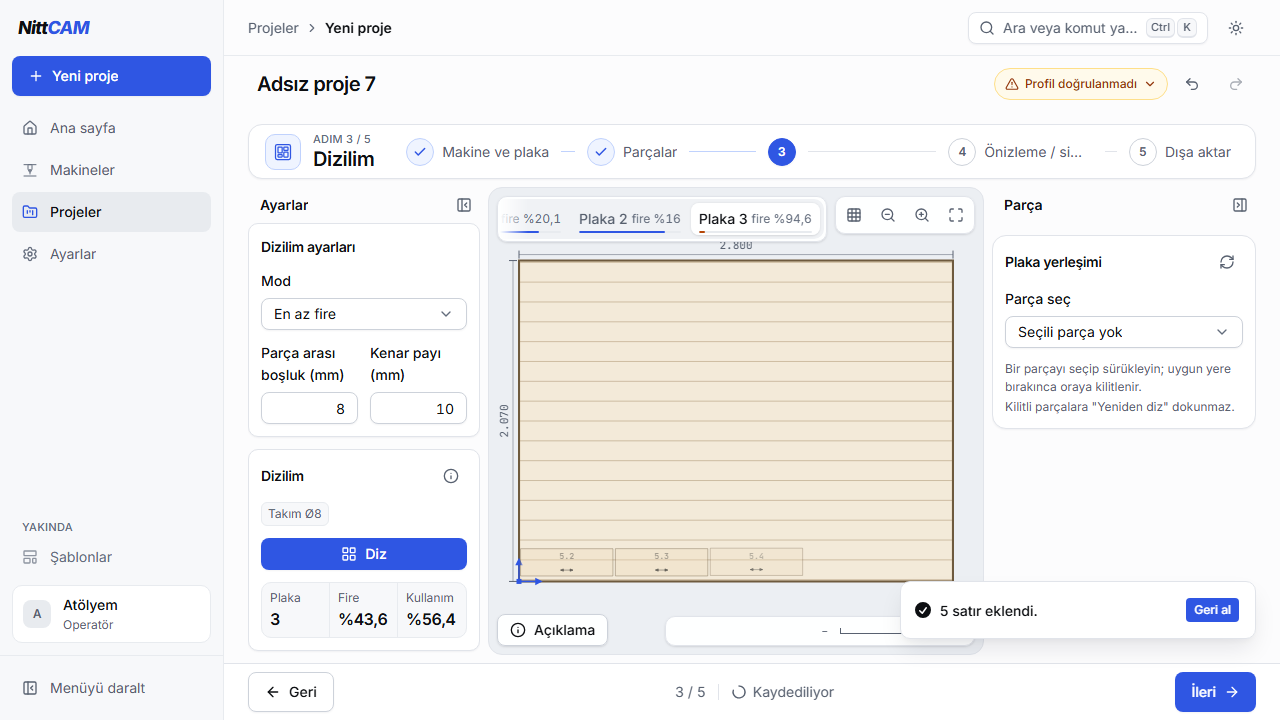 NittCAM
Yeni proje
Ana sayfa
Makineler
Projeler
Ayarlar
YAKINDA
Şablonlar
A
Atölyem
Operatör
Menüyü daralt
Projeler > Yeni proje
Ara veya komut ya... Ctrl K
Adsız proje 7
Profil doğrulanmadı
ADIM 3 / 5
Dizilim
Makine ve plaka
Parçalar
3
4 Önizleme / si...
5 Dışa aktar
Ayarlar
Dizilim ayarları
Mod
En az fire
Parça arası boşluk (mm)
Kenar payı (mm)
8
10
Dizilim
Takım Ø8
Diz
Plaka
3
Fire
%43,6
Kullanım
%56,4
fire %20,1
Plaka 2 fire %16
Plaka 3 fire %94,6
2.800
2.070
5.2
5.3
5.4
Açıklama
Parça
Plaka yerleşimi
Parça seç
Seçili parça yok
Bir parçayı seçip sürükleyin; uygun yere
bırakınca oraya kilitlenir.
Kilitli parçalara "Yeniden diz" dokunmaz.
5 satır eklendi.
Geri al
Geri
3 / 5
Kaydediliyor
İleri